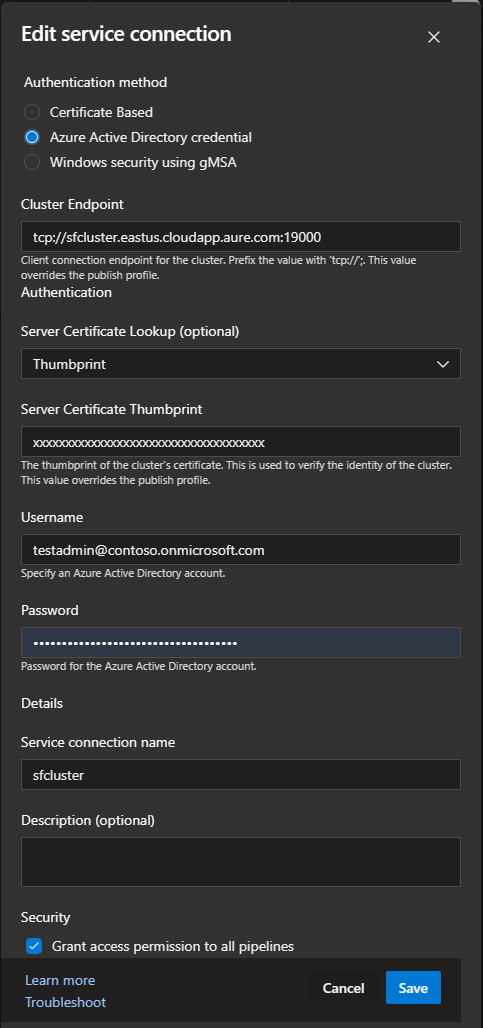 Edit service connection
Authentication method
Certificate Based
Azure Active Directory credential
Windows security using gMSA
Cluster Endpoint
tcp://sfcluster.eastus.cloudapp.aure.com:19000
Client connection endpoint for the cluster. Prefix the value with 'tcp://';. This value
overrides the publish profile.
Authentication
Server Certificate Lookup (optional)
Thumbprint
Server Certificate Thumbprint
xxxxxxxxxxxxxxxxxxxxxxxxxxxxxxxxxxxx
The thumbprint of the cluster's certificate. This is used to verify the identity of the cluster.
This value overrides the publish profile.
Username
testadmin@contoso.onmicrosoft.com
Specify an Azure Active Directory account.
Password
Password for the Azure Active Directory account.
Details
Service connection name
sfcluster
Description (optional)
Security
Grant access permission to all pipelines
Learn more
Troubleshoot
Cancel
Save